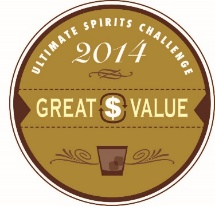 ULTIMATE SPIRITS CHALLENGE
2014
GREAT $ VALUE